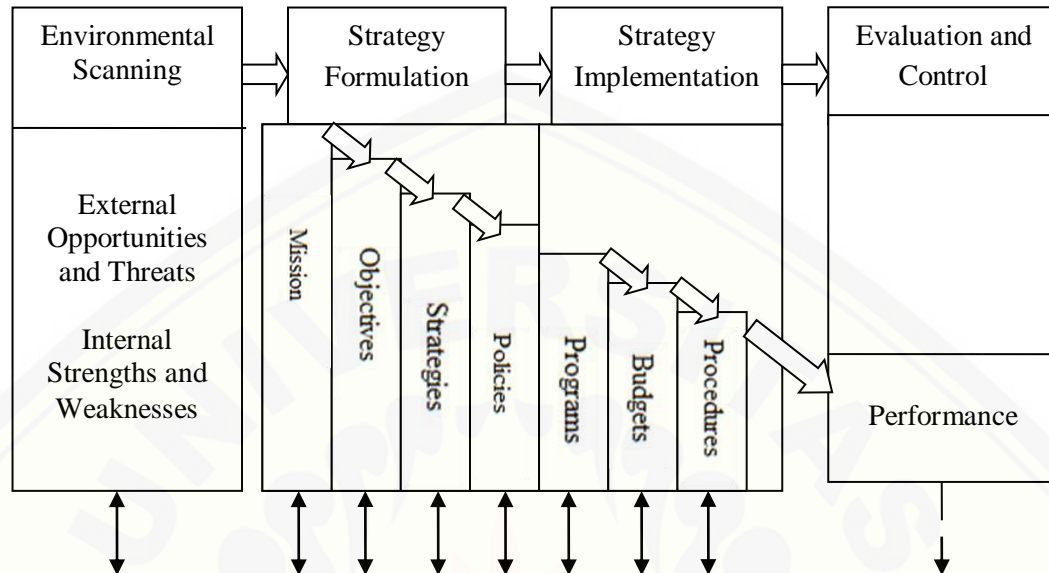 Environmental
Scanning
Strategy
Formulation
Strategy
Implementation
Evaluation and
Control
External
Opportunities
and Threats
Internal
Strengths and
Weaknesses
Mission
Objectives
Strategies
Policies
Programs
Budgets
Procedures
Performance
UNIVERSITAS